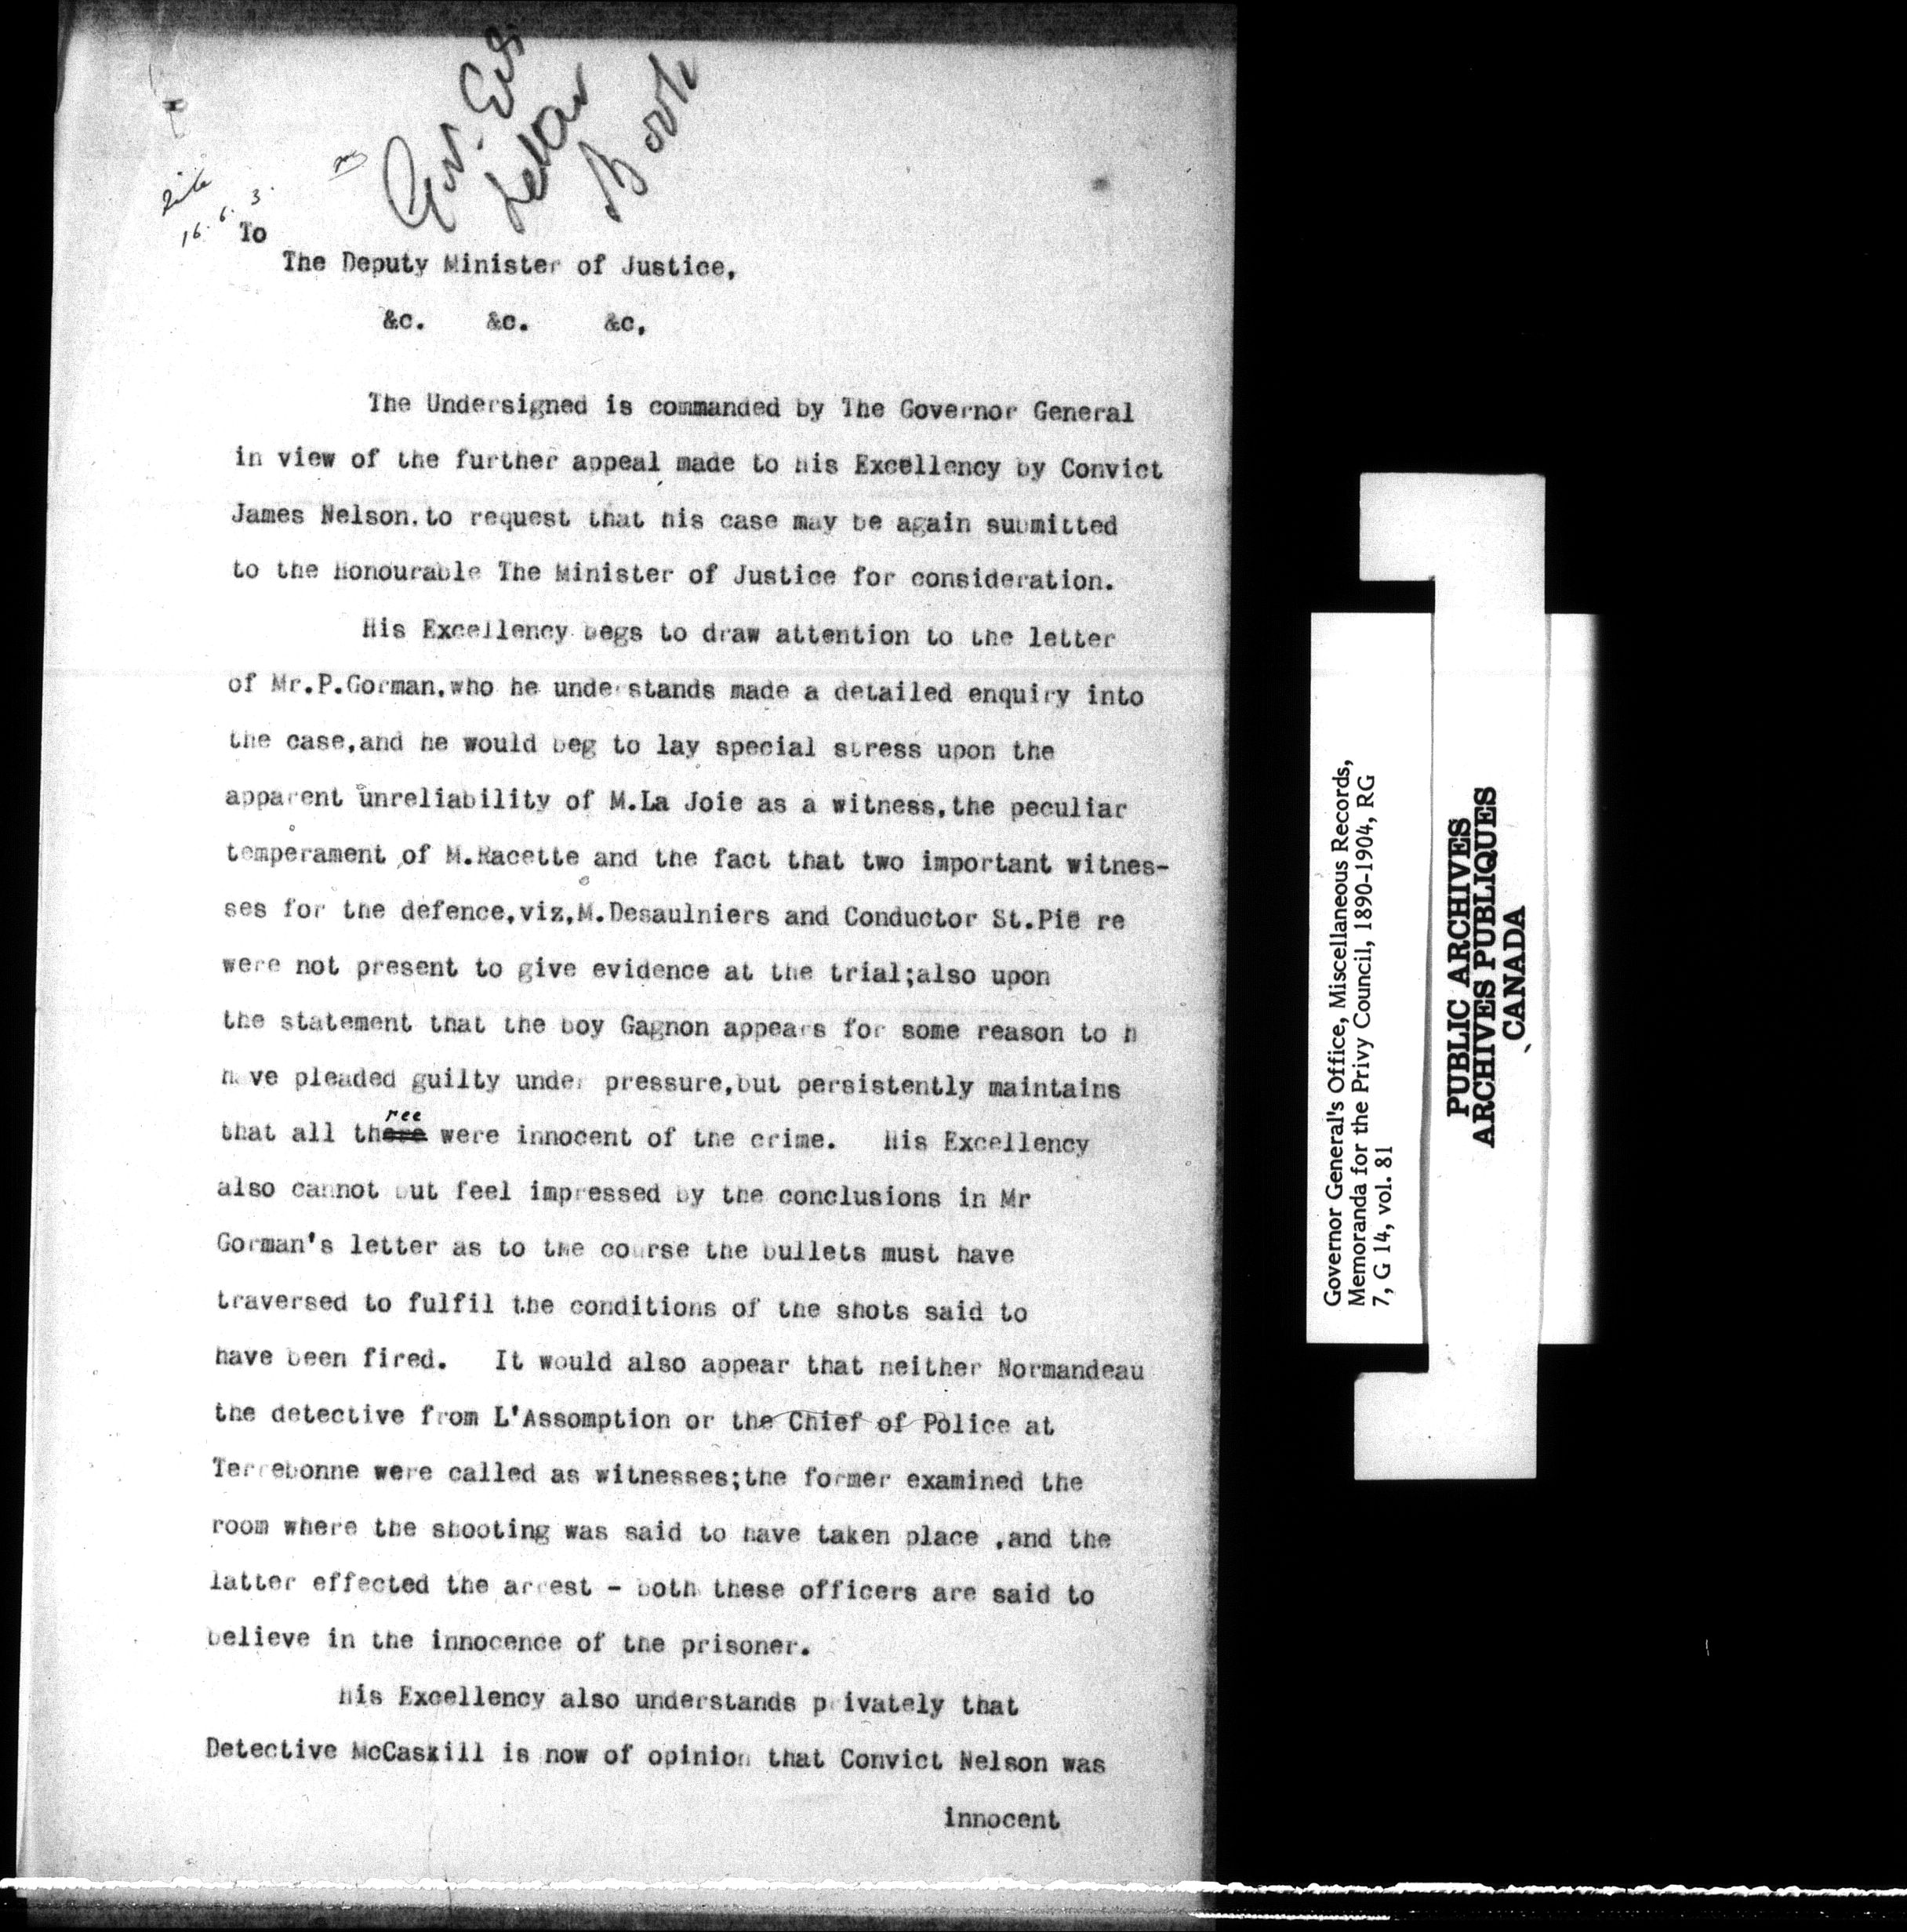 Gov. Gen's
Letter
Book
16. 6. 3.
To
The Deputy Minister of Justice,
&c. &c. &c,
The Undersigned is commanded by The Governor General
in view of the further appeal made to His Excellency by Convict
James Nelson,to request that his case may be again submitted
to the Honourable The Minister of Justice for consideration.
His Excellency begs to draw attention to the letter
of Mr.P.Gorman,who he understands made a detailed enquiry into
the case,and he would beg to lay special stress upon the
apparent unreliability of M.La Joie as a witness,the peculiar
temperament of M.Racette and the fact that two important witnes-
ses for the defence,viz,M.Desaulniers and Conductor St.Pie re
were not present to give evidence at the trial;also upon
the statement that the boy Gagnon appears for some reason to h
have pleaded guilty under pressure,but persistently maintains
ree
that all there were innocent of the crime. His Excellency
also cannot but feel impressed by the conclusions in Mr
Gorman's letter as to the course the bullets must have
traversed to fulfil the conditions of the shots said to
have been fired. It would also appear that neither Normandeau
the detective from L'Assomption or the Chief of Police at
Terrebonne were called as witnesses;the former examined the
room where the shooting was said to have taken place ,and the
latter effected the arrest - both these officers are said to
believe in the innocence of the prisoner.
His Excellency also understands privately that
Detective McCaskill is now of opinion that Convict Nelson was
innocent
Governor General's Office, Miscellaneous Records,
Memoranda for the Privy Council, 1890-1904, RG
7, G 14, vol. 81
PUBLIC ARCHIVES
ARCHIVES PUBLIQUES
CANADA